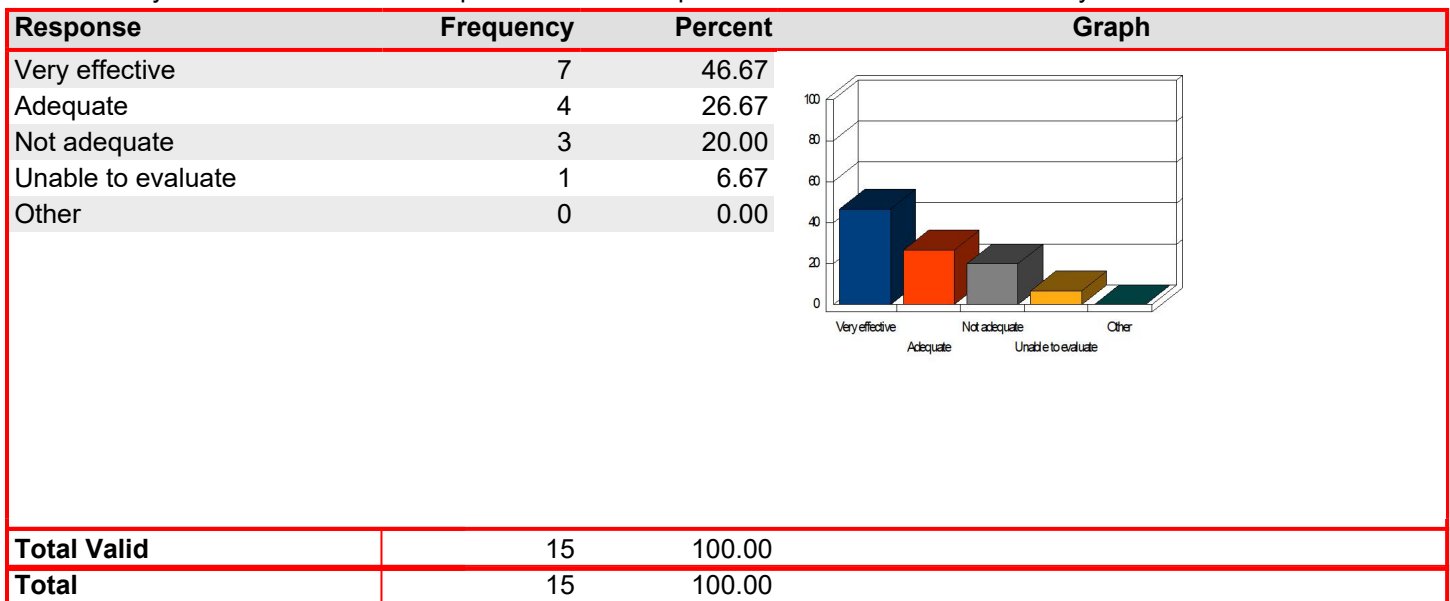 Response Frequency Percent Graph
Very effective 7 46.67
Adequate 4 26.67
Not adequate 3 20.00
Unable to evaluate 1 6.67
Other 0 0.00
100
80
60
40
20
0
Very effective Not adequate Other
Adequate Unable to evaluate
Total Valid 15 100.00
Total 15 100.00